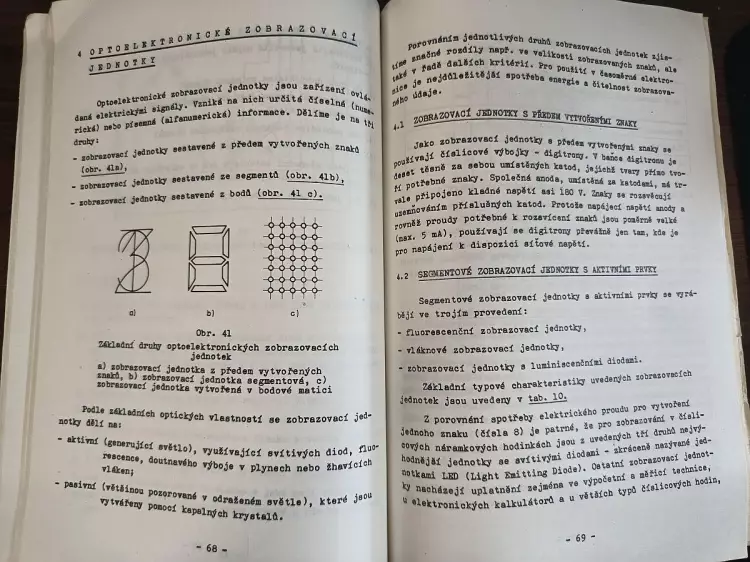 4 OPTOELEKTRONICKÉ ZOBRAZOVACÍ
JEDNOTKY
Optoelektronické zobrazovací jednotky jsou zařízení ovlá-
daná elektrickými signály. Vzniká na nich určitá číselná (nume-
rická) nebo písmenná (alfanumerická) informace. Dělíme je na tři
druhy:
- zobrazovací jednotky sestavené z předem vytvořených znaků
(obr. 41a),
- zobrazovací jednotky sestavené ze segmentů (obr. 41b),
- zobrazovací jednotky sestavené z bodů (obr. 41 c).
a) b) c)
Obr. 41
Základní druhy optoelektronických zobrazovacích
jednotek
a) zobrazovací jednotka z předem vytvořených
znaků, b) zobrazovací jednotka segmentová, c)
zobrazovací jednotka vytvořená v bodové matici
Podle základních optických vlastností se zobrazovací jed-
notky dělí na:
- aktivní (generující světlo), využívající svítivých diod, fluo-
rescence, doutnavého výboje v plynech nebo žhavících
vláken;
- pasivní (většinou pozorované v odraženém světle), které jsou
vytvářeny pomocí kapalných krystalů.
- 68 -
Porovnáním jednotlivých druhů zobrazovacích jednotek zjis-
tíme značné rozdíly např. ve velikosti zobrazovaných znaků, ale
také v řadě dalších kritérií. Pro použití v časoměrné elektro-
nice je nejdůležitější spotřeba energie a čitelnost zobrazova-
ného údaje.
4.1 ZOBRAZOVACÍ JEDNOTKY S PŘEDEM VYTVOŘENÝMI ZNAKY
Jako zobrazovací jednotky s předem vytvořenými znaky se
používají číslicové výbojky - digitrony. V baňce digitronu je
deset těsně za sebou umístěných katod, jejichž tvary přímo tvo-
ří potřebné znaky. Společná anoda, umístěná za katodami, má tr-
vale připojeno kladné napětí asi 180 V. Znaky se rozsvěcují
uzemňováním příslušných katod. Protože napájecí napětí anody a
rovněž proudy potřebné k rozsvícení znaků jsou poměrně velké
(max. 5 mA), používají se digitrony převážně jen tam, kde je
pro napájení k dispozici síťové napětí.
4.2 SEGMENTOVÉ ZOBRAZOVACÍ JEDNOTKY S AKTIVNÍMI PRVKY
Segmentové zobrazovací jednotky s aktivními prvky se vyrá-
bějí ve trojím provedení:
- fluorescenční zobrazovací jednotky,
- vláknové zobrazovací jednotky,
- zobrazovací jednotky s luminiscenčními diodami.
Základní typové charakteristiky uvedených zobrazovacích
jednotek jsou uvedeny v tab. 10.
Z porovnání spotřeby elektrického proudu pro vytvoření
jednoho znaku (čísla 8) je patrné, že pro zobrazování v čísli-
cových náramkových hodinkách jsou z uvedených tří druhů nejvý-
hodnější jednotky se svítivými diodami - zkráceně nazývané jed-
notkami LED (Light Emitting Diode). Ostatní zobrazovací jednot-
ky nacházejí uplatnění zejména ve výpočetní a měřicí technice,
u elektronických kalkulátorů a u větších typů číslicových hodin,
- 69 -